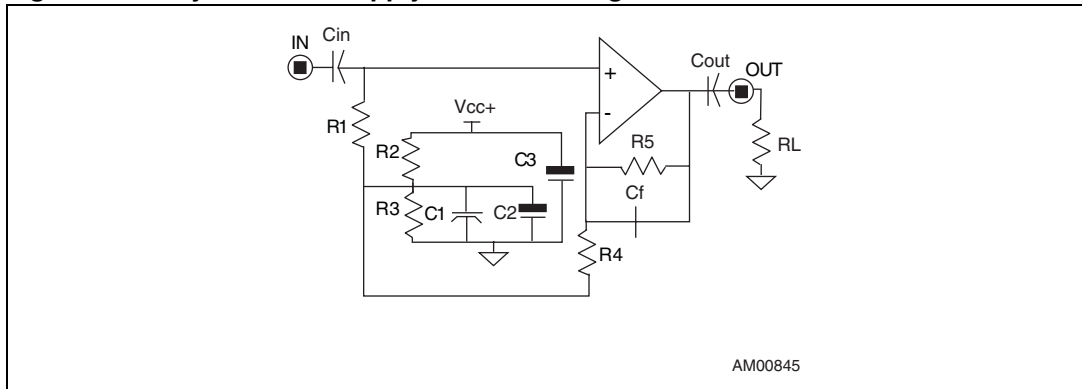 IN
Cin
Cout
OUT
+
-
R1
Vcc+
R2
C3
R5
RL
Cf
R3
C1
C2
R4
AM00845